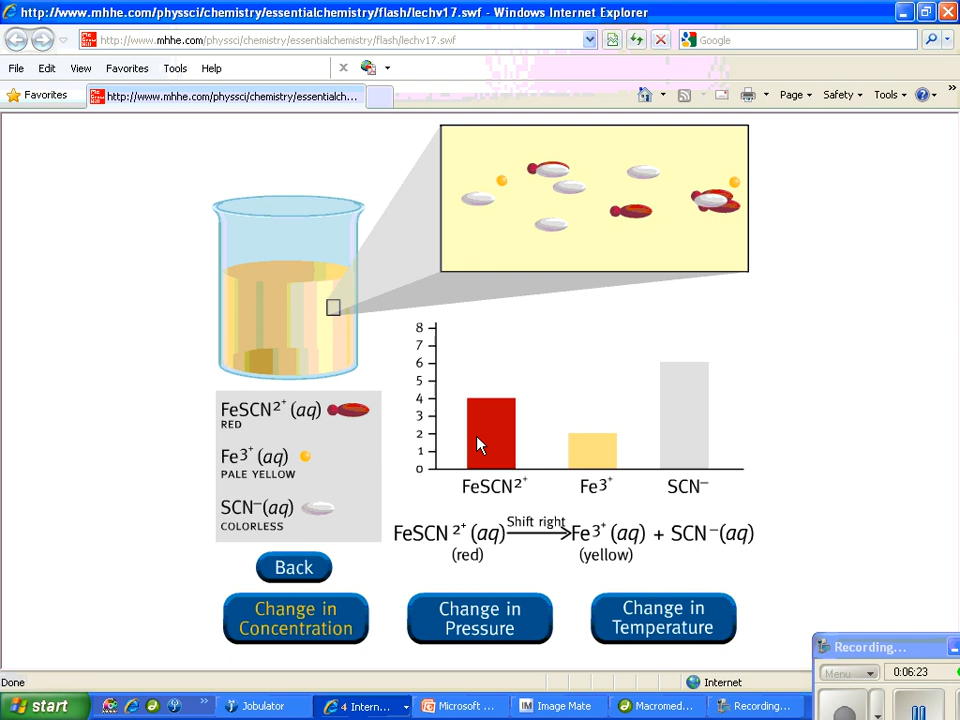 http://www.mhhe.com/physsci/chemistry/essentialchemistry/flash/lechv17.swf - Windows Internet Explorer
http://www.mhhe.com/physsci/chemistry/essentialchemistry/flash/lechv17.swf
Google
File Edit View Favorites Tools Help
Favorites
http://www.mhhe.com/physsci/chemistry/essentialch...
Page Safety Tools
8
7
6
5
4
3
2
1
0
FeSCN²⁺ Fe³⁺ SCN⁻
FeSCN²⁺ (aq)
RED
Fe³⁺ (aq)
PALE YELLOW
SCN⁻(aq)
COLORLESS
Shift right
FeSCN²⁺ (aq) → Fe³⁺ (aq) + SCN⁻(aq)
(red) (yellow)
Back
Change in Concentration
Change in Pressure
Change in Temperature
Recording...
Menu
0:06:23
Done
Internet
start
Jobulator
4 Intern...
Microsoft ...
Image Mate
Macromed...
Recording...